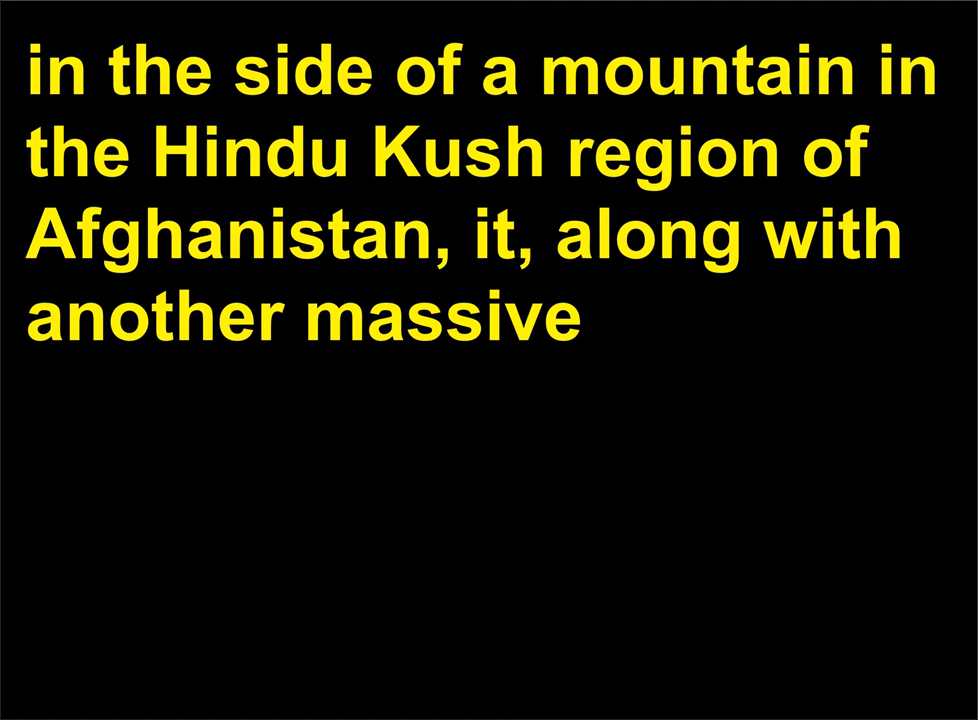 in the side of a mountain in
the Hindu Kush region of
Afghanistan, it, along with
another massive